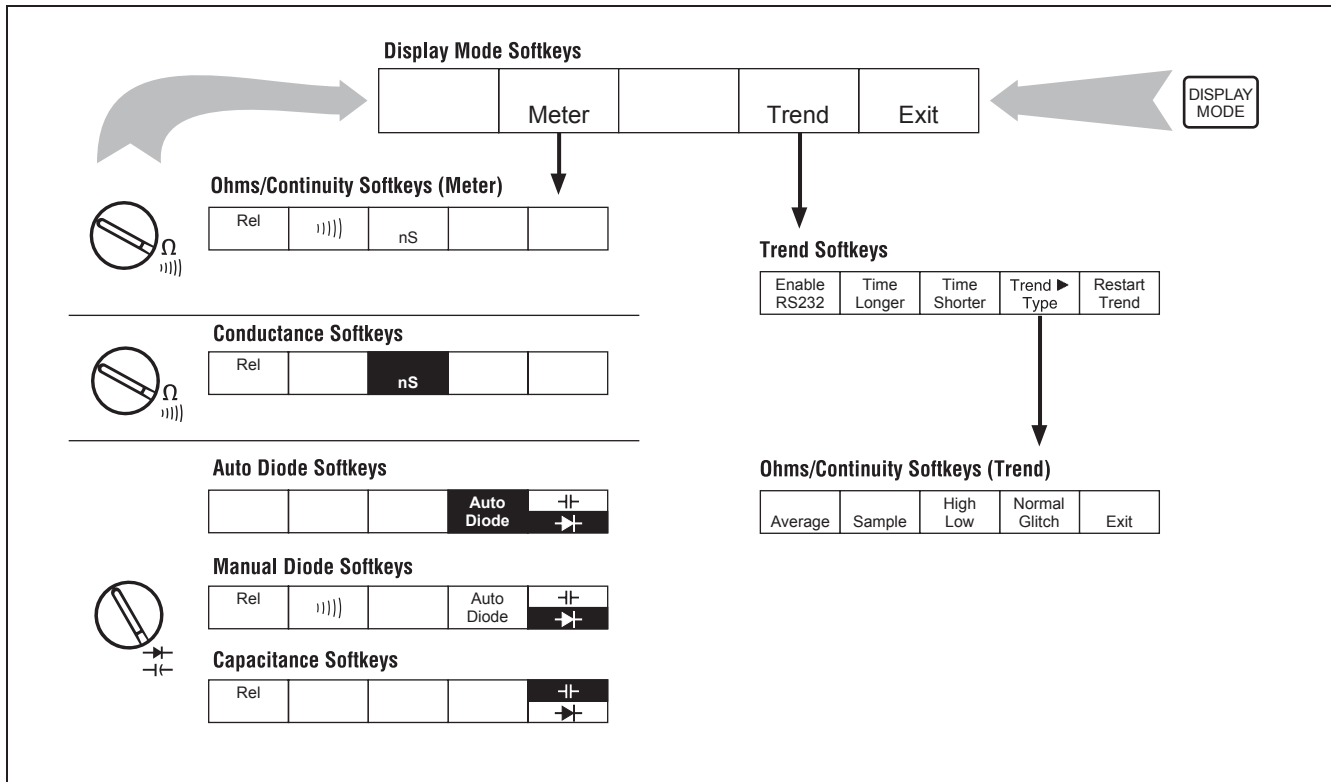 Display Mode Softkeys
Meter Trend Exit
DISPLAY
MODE
Ohms/Continuity Softkeys (Meter)
Rel nS
Ω
Trend Softkeys
Enable RS232 Time Longer Time Shorter Trend ▶ Type Restart Trend
Conductance Softkeys
Rel nS
Ω
Auto Diode Softkeys
Auto Diode
Ohms/Continuity Softkeys (Trend)
Average Sample High Low Normal Glitch Exit
Manual Diode Softkeys
Rel Auto Diode
Capacitance Softkeys
Rel